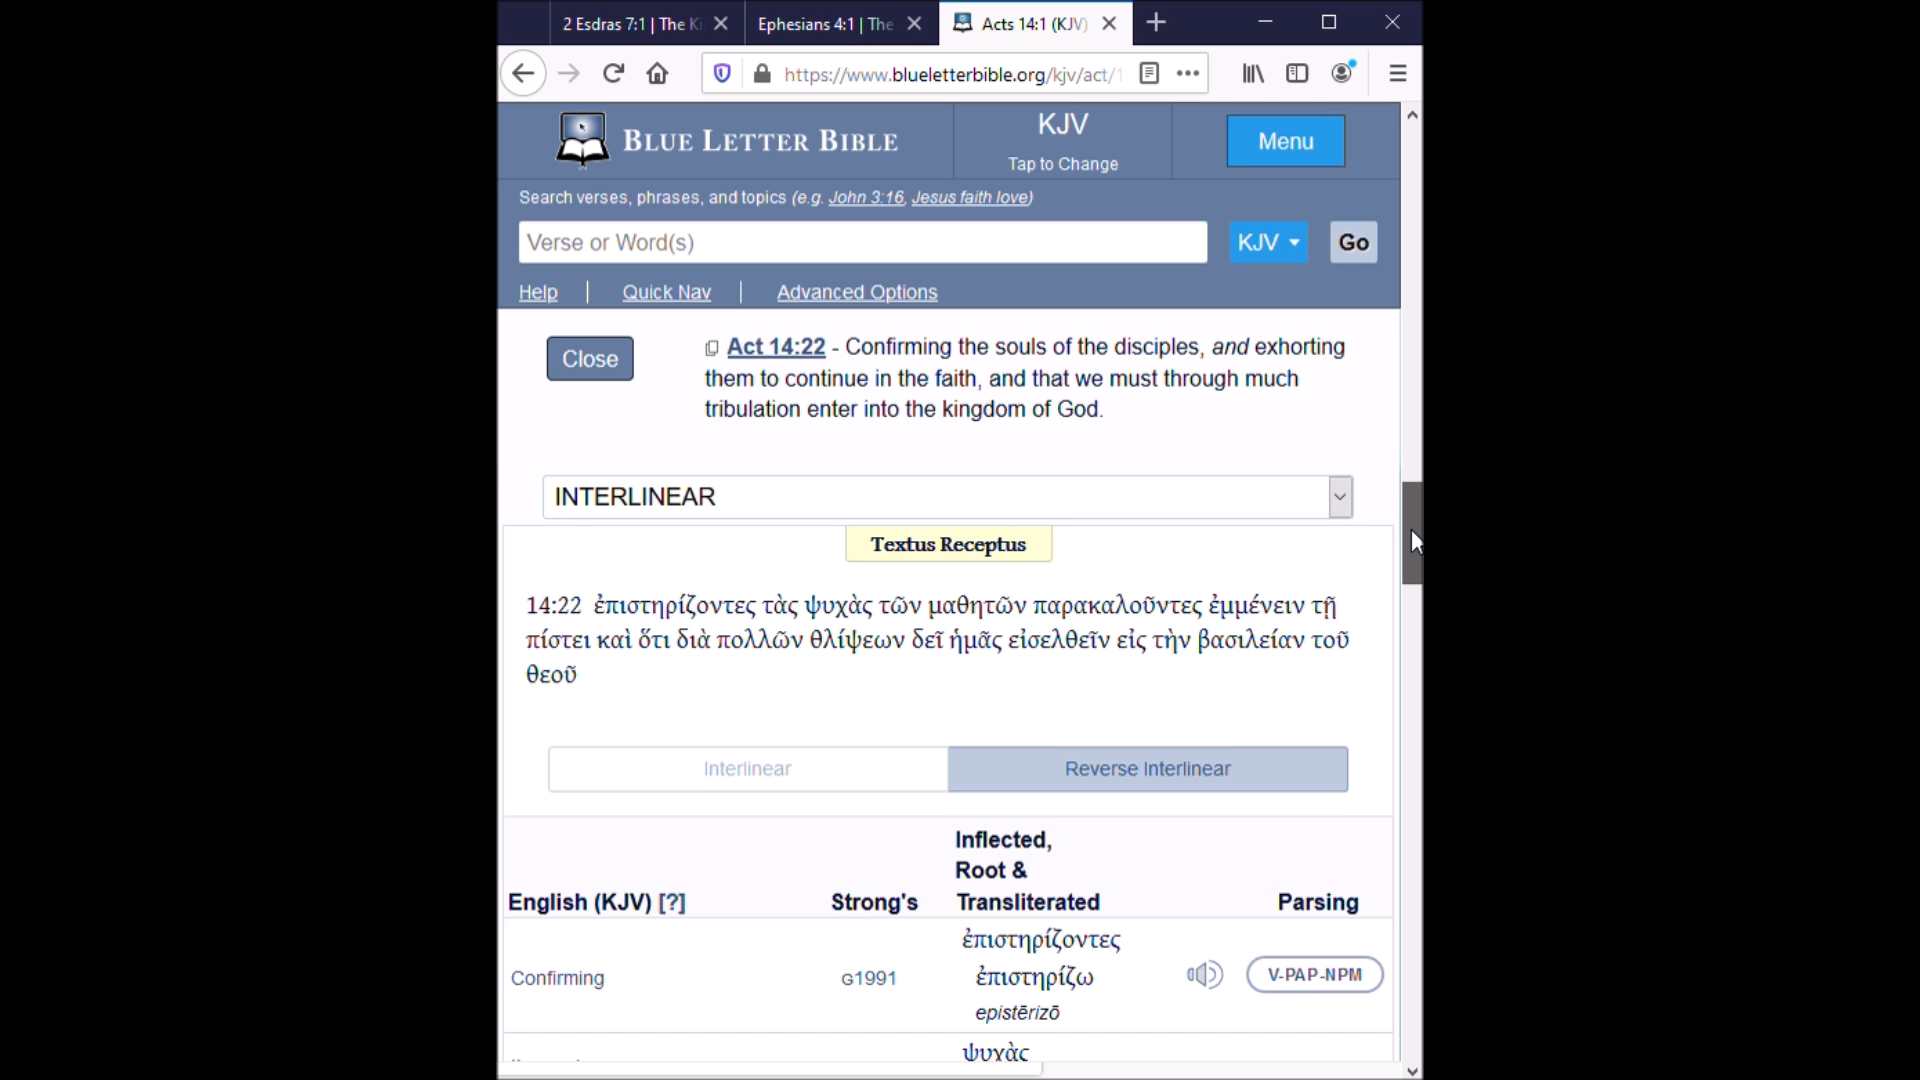 2 Esdras 7:1 | The Ki
Ephesians 4:1 | The
Acts 14:1 (KJV)
https://www.blueletterbible.org/kjv/act/1
BLUE LETTER BIBLE
KJV
Tap to Change
Menu
Search verses, phrases, and topics (e.g. John 3:16, Jesus faith love)
Verse or Word(s)
KJV
Go
Help | Quick Nav | Advanced Options
Close
Act 14:22 - Confirming the souls of the disciples, and exhorting
them to continue in the faith, and that we must through much
tribulation enter into the kingdom of God.
INTERLINEAR
Textus Receptus
14:22 ἐπιστηρίζοντες τὰς ψυχὰς τῶν μαθητῶν παρακαλοῦντες ἐμμένειν τῇ
πίστει καὶ ὅτι διὰ πολλῶν θλίψεων δεῖ ἡμᾶς εἰσελθεῖν εἰς τὴν βασιλείαν τοῦ
θεοῦ
Interlinear
Reverse Interlinear
Inflected,
Root &
English (KJV) [?] Strong's Transliterated Parsing
ἐπιστηρίζοντες
Confirming G1991 ἐπιστηρίζω V-PAP-NPM
epistērizō
ψυχὰς